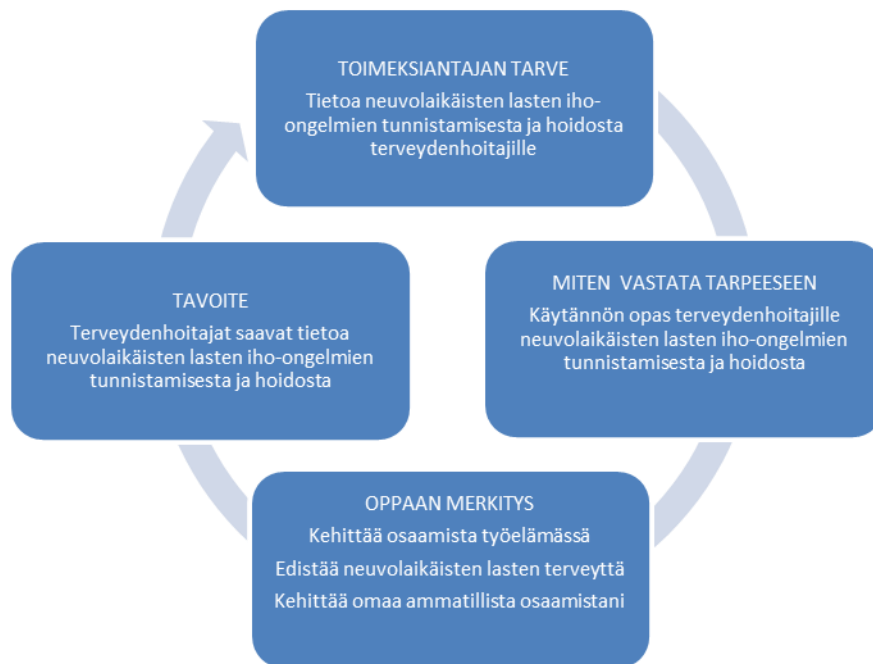 TOIMEKSIANTAJAN TARVE
Tietoa neuvolaikäisten lasten iho-
ongelmien tunnistamisesta ja hoidosta
terveydenhoitajille
MITEN VASTATA TARPEESEEN
Käytännön opas terveydenhoitajille
neuvolaikäisten lasten iho-ongelmien
tunnistamisesta ja hoidosta
OPPAAN MERKITYS
Kehittää osaamista työelämässä
Edistää neuvolaikäisten lasten terveyttä
Kehittää omaa ammatillista osaamistani
TAVOITE
Terveydenhoitajat saavat tietoa
neuvolaikäisten lasten iho-ongelmien
tunnistamisesta ja hoidosta